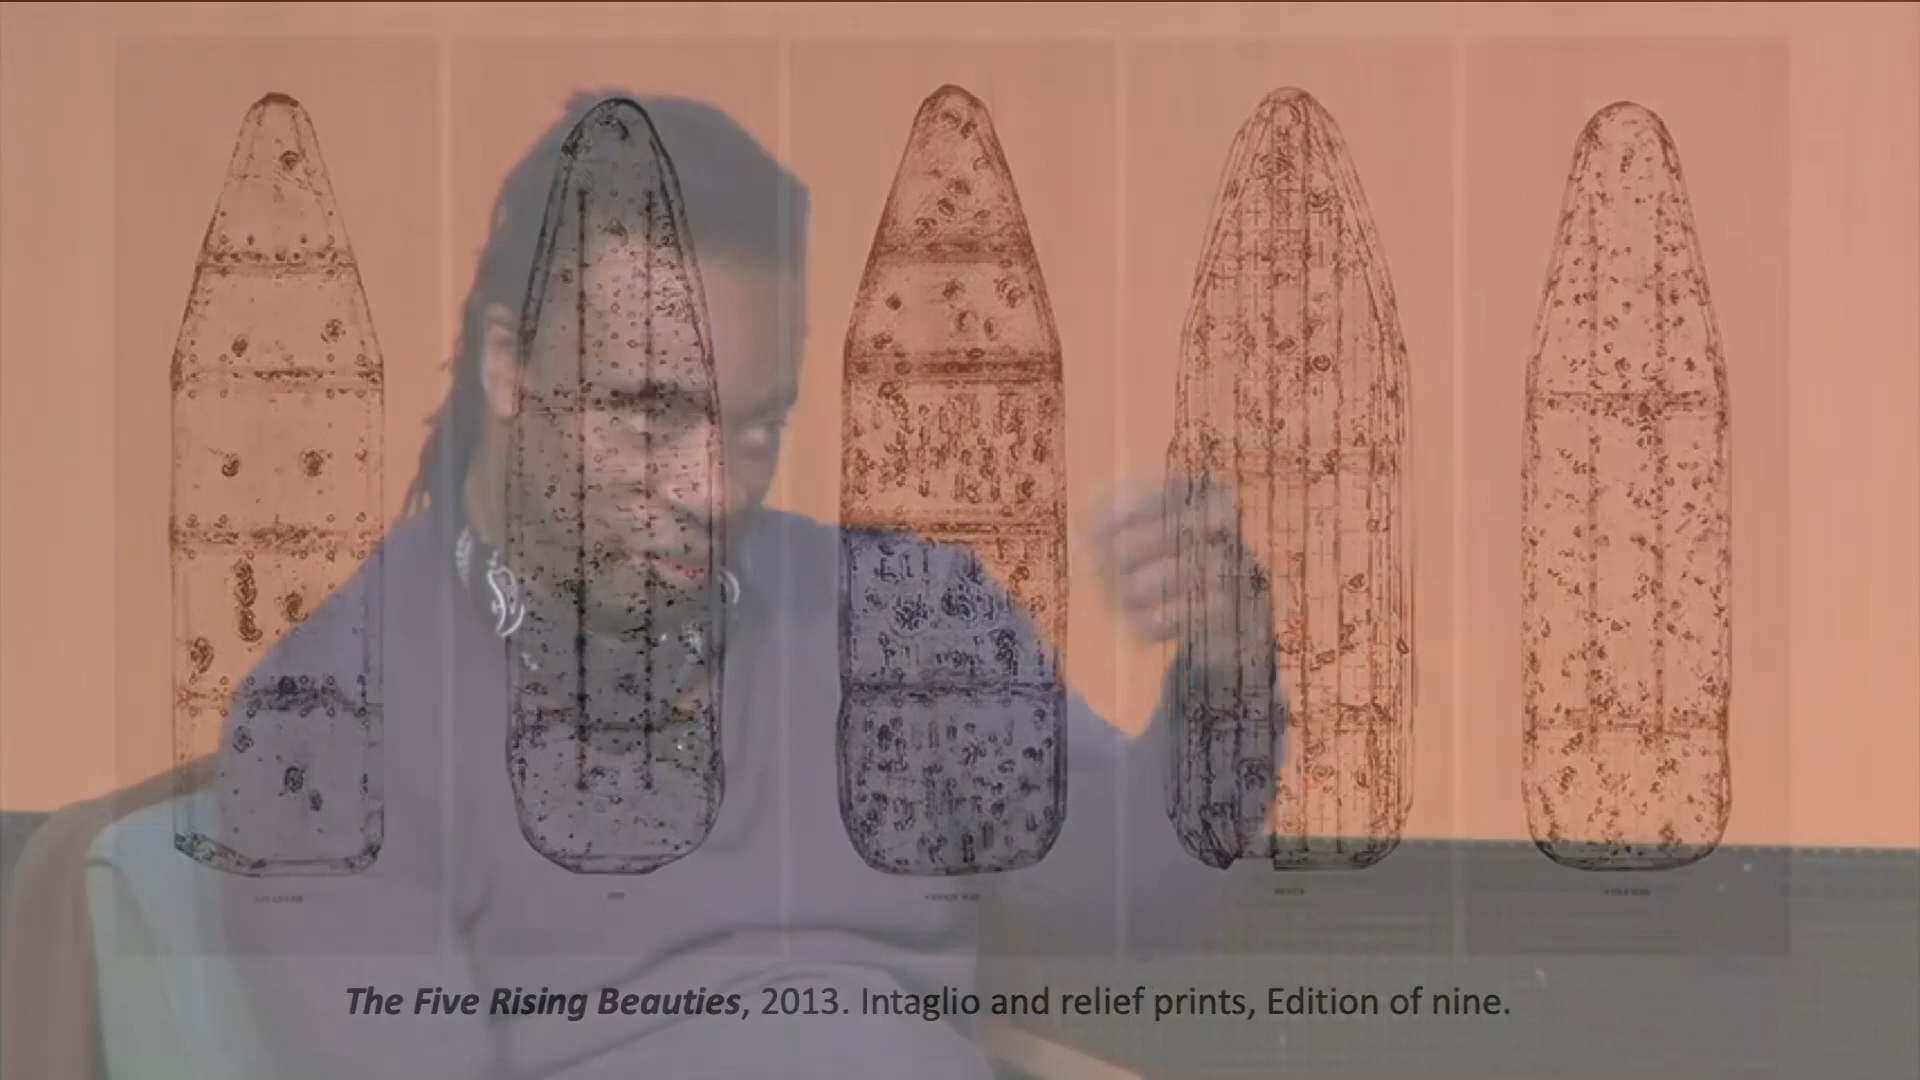 The Five Rising Beauties, 2013. Intaglio and relief prints, Edition of nine.